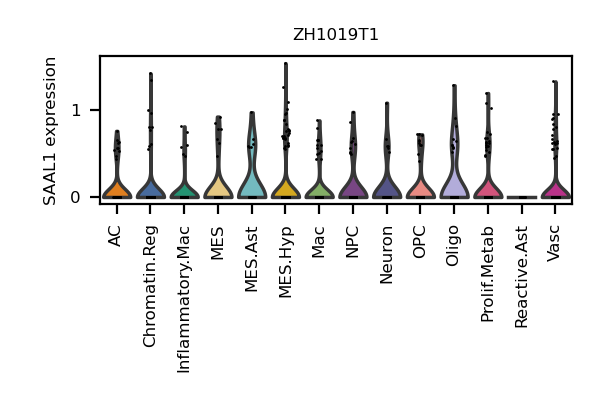 ZH1019T1
SAAL1 expression
1
0
AC
Chromatin.Reg
Inflammatory.Mac
MES
MES.Ast
MES.Hyp
Mac
NPC
Neuron
OPC
Oligo
Prolif.Metab
Reactive.Ast
Vasc